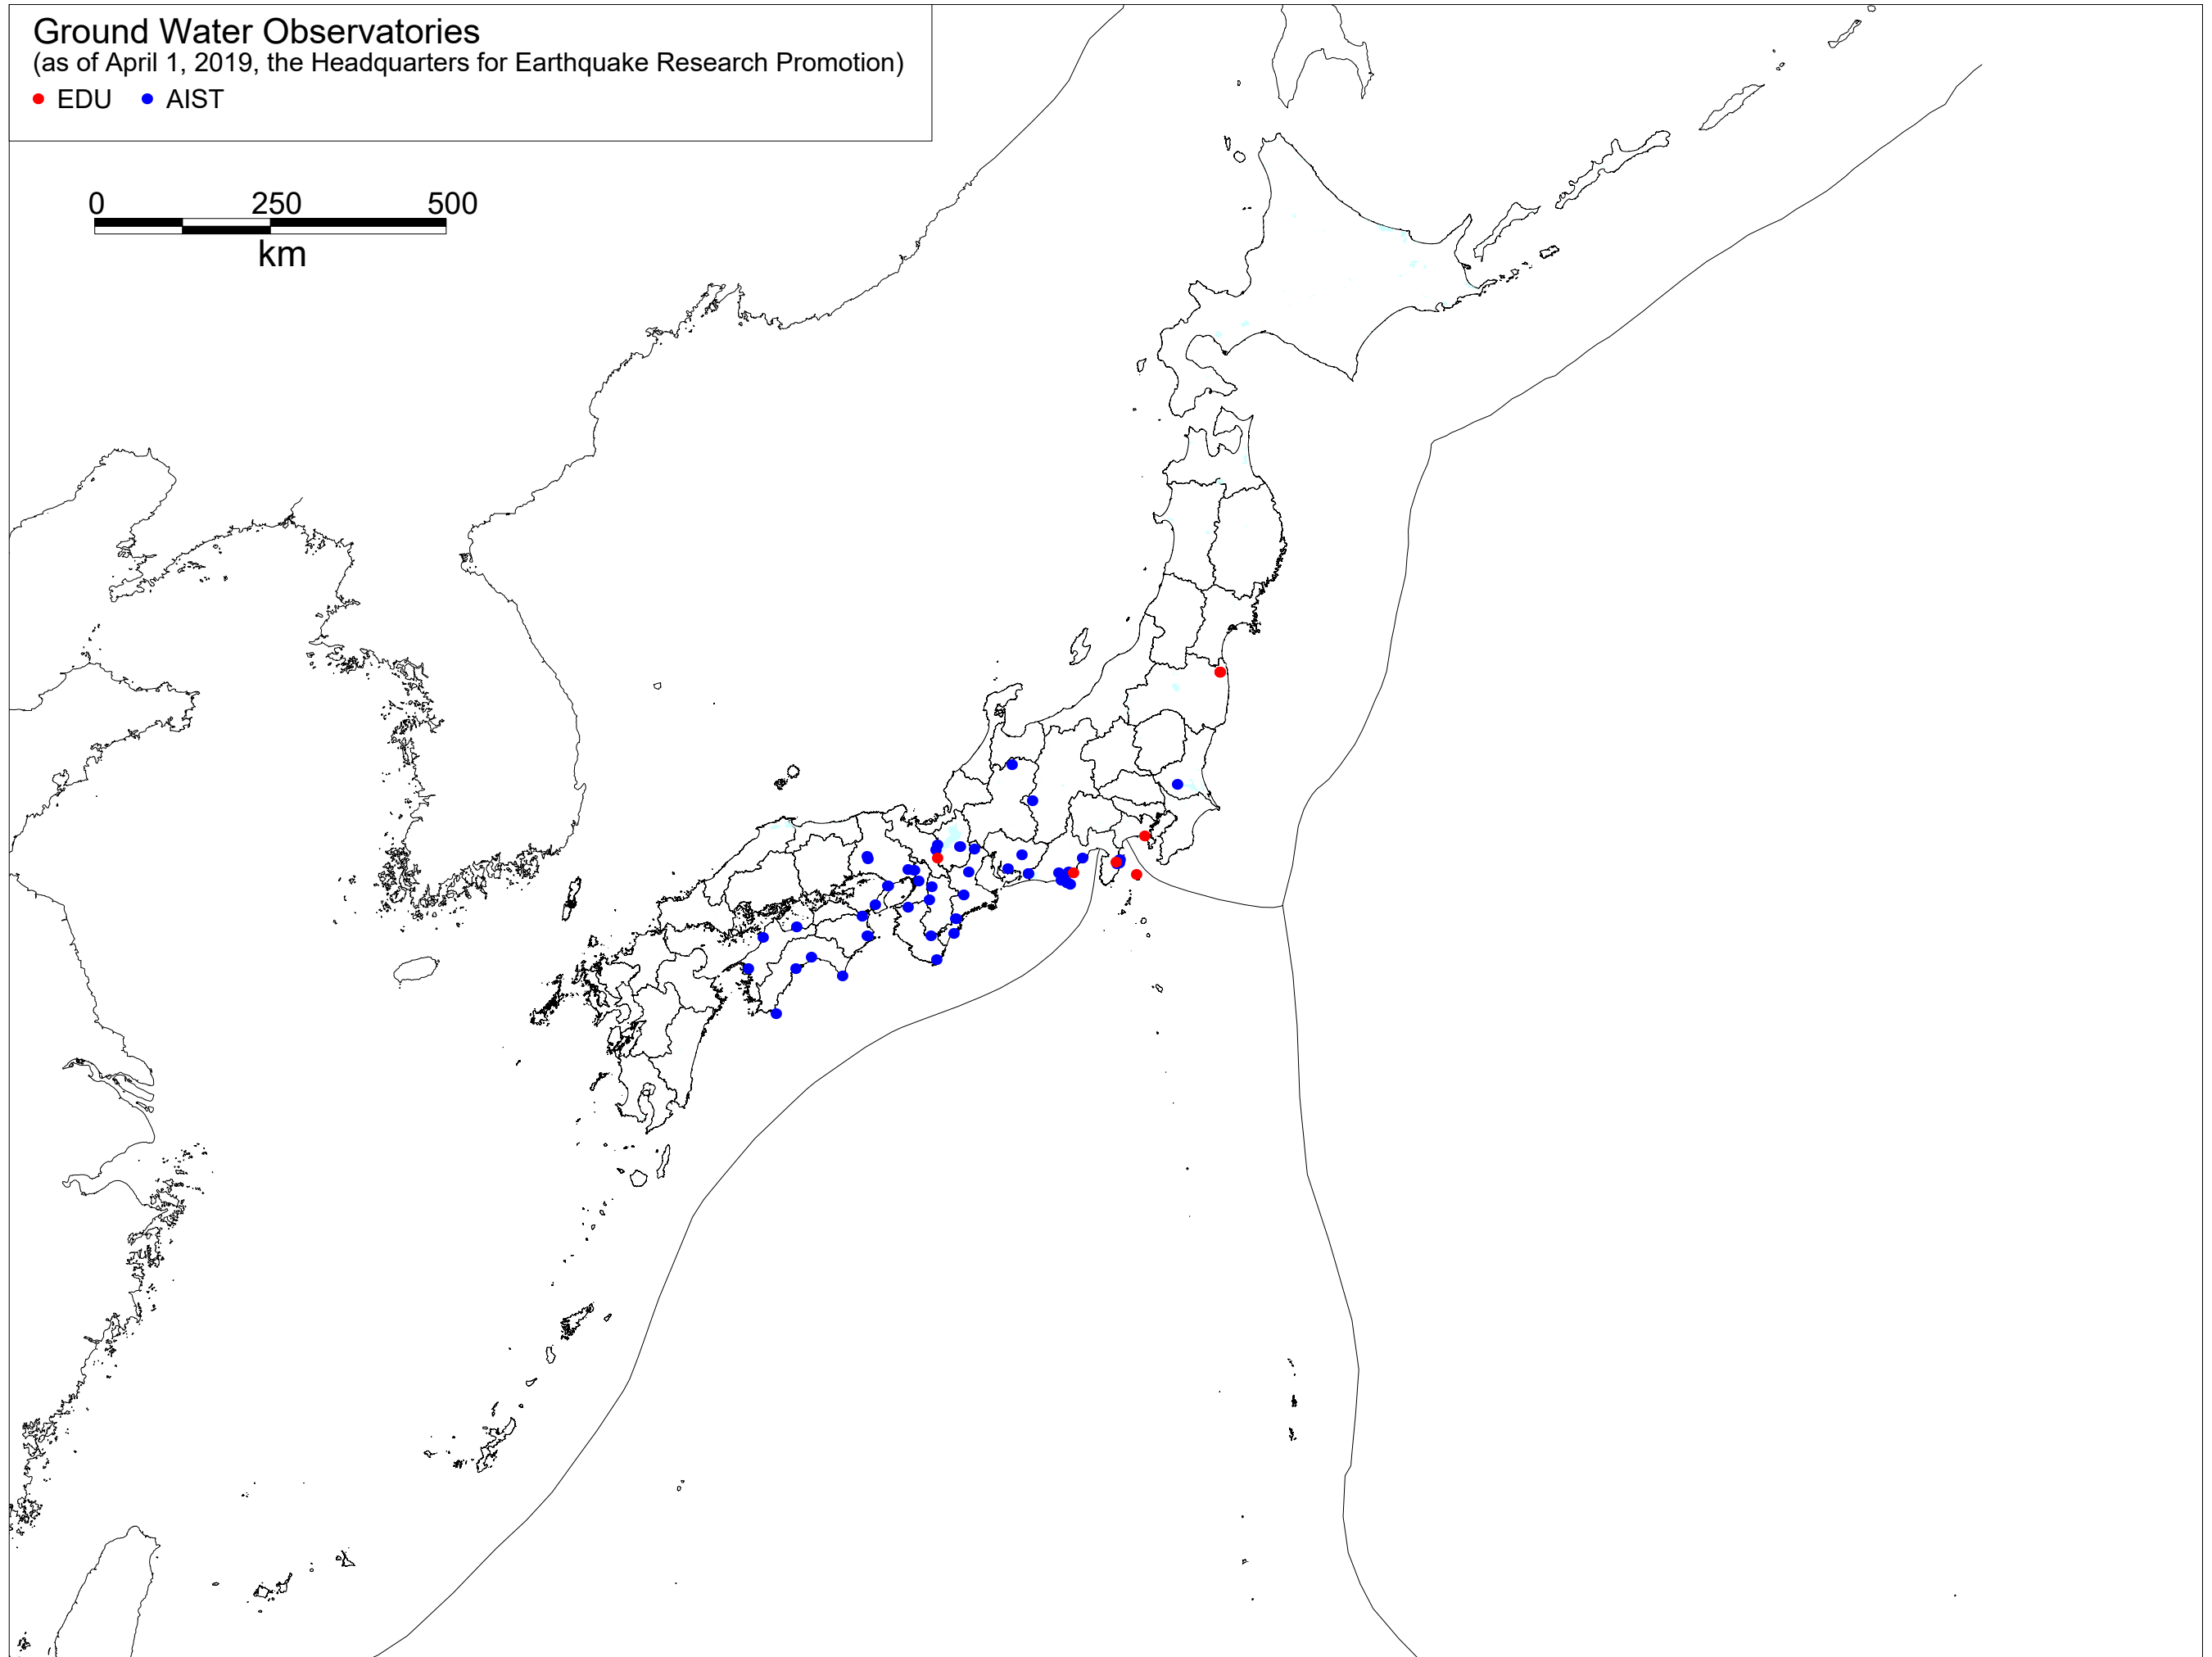 Ground Water Observatories
(as of April 1, 2019, the Headquarters for Earthquake Research Promotion)
EDU AIST
0 250 500
km